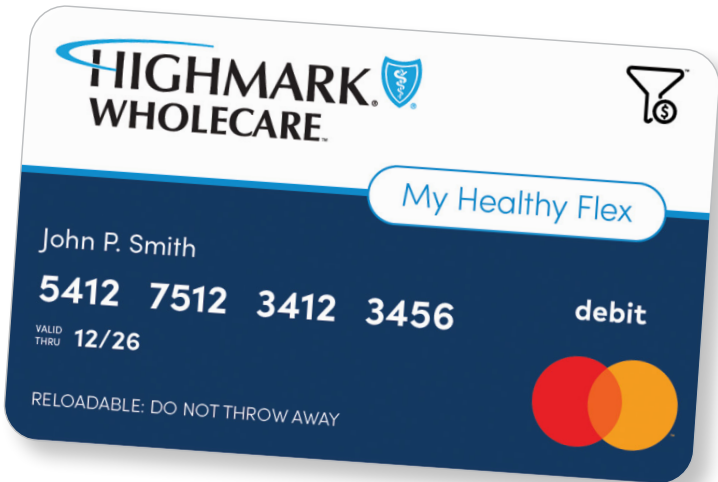 HIGHMARK®
WHOLECARE™
$
My Healthy Flex
John P. Smith
5412 7512 3412 3456
debit
VALID THRU 12/26
RELOADABLE: DO NOT THROW AWAY